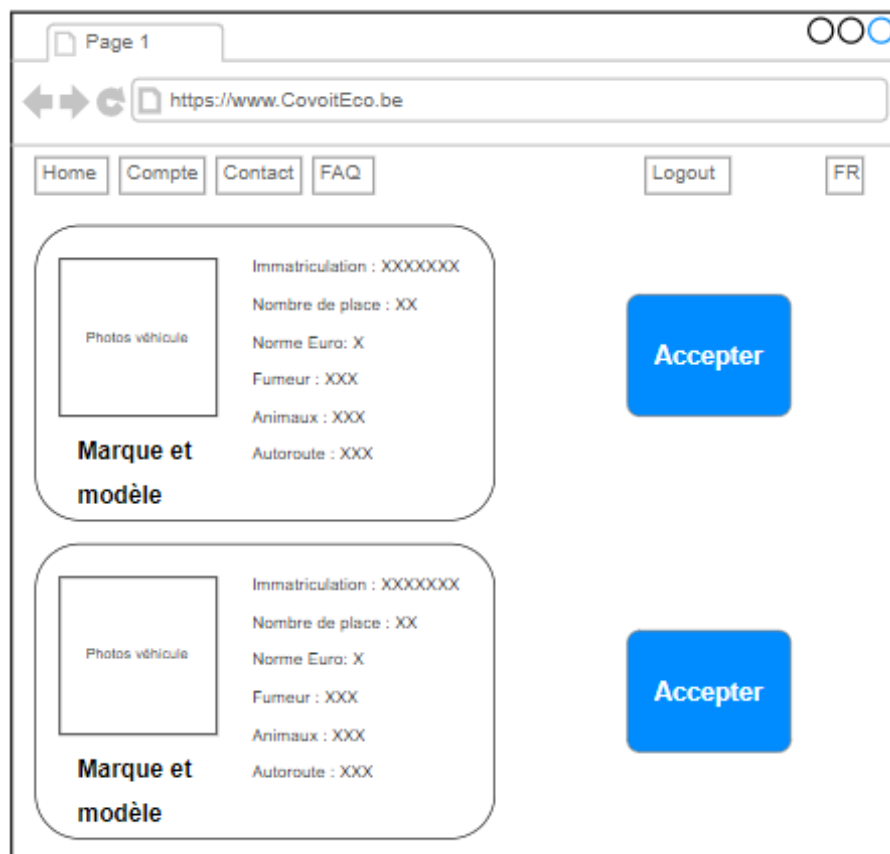 Page 1
https://www.CovoitEco.be
Home Compte Contact FAQ Logout FR
Immatriculation : XXXXXXX
Nombre de place : XX
Photos véhicule
Norme Euro: X
Accepter
Fumeur : XXX
Animaux : XXX
Marque et
modèle
Autoroute : XXX
Immatriculation : XXXXXXX
Nombre de place : XX
Photos véhicule
Norme Euro: X
Accepter
Fumeur : XXX
Animaux : XXX
Marque et
modèle
Autoroute : XXX